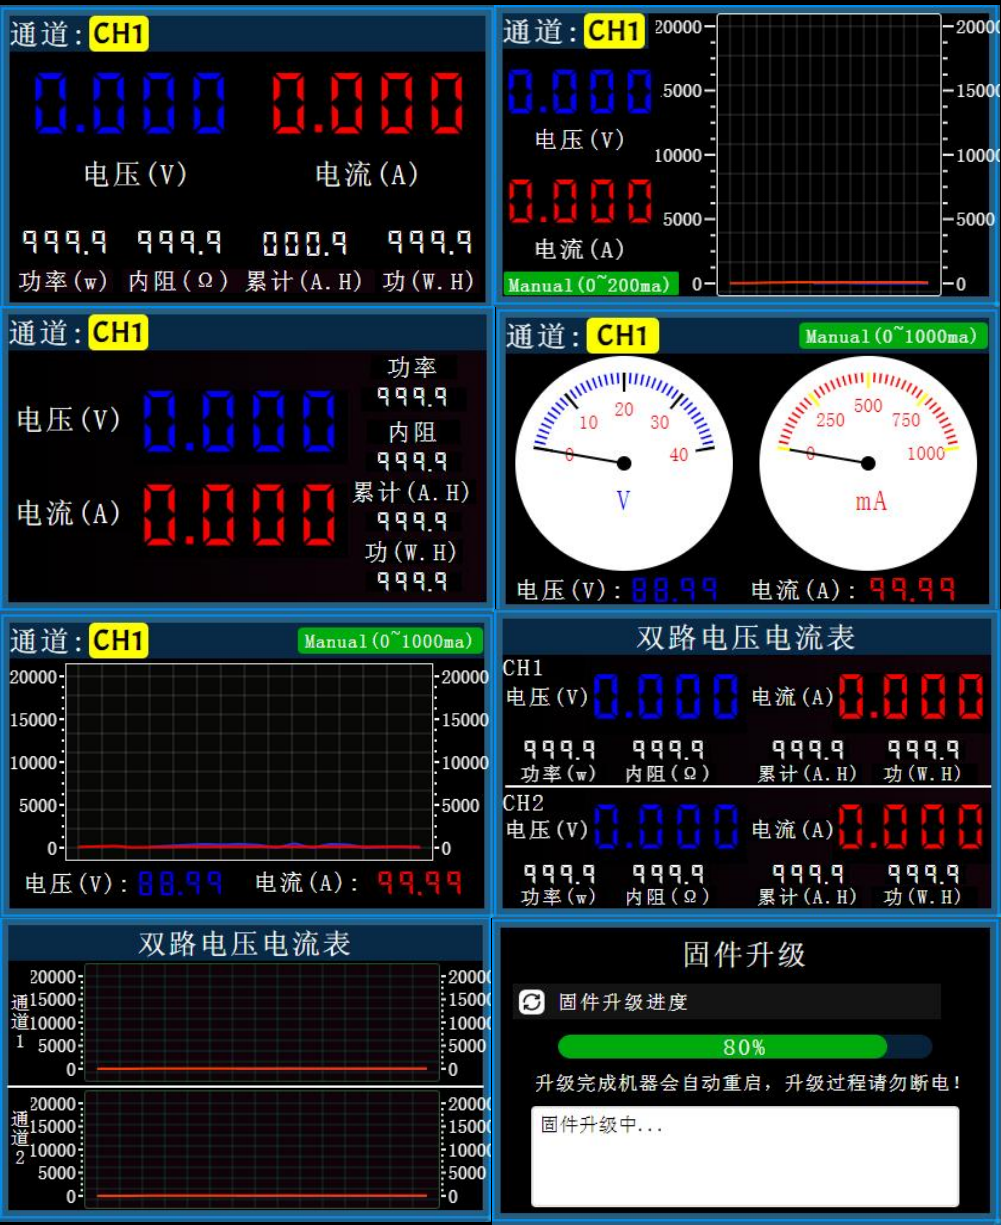 通道: CH1
0.000 0.000
电压(V) 电流(A)
999.9 999.9 000.9 999.9
功率(w) 内阻(Ω) 累计(A.H) 功(W.H)
通道: CH1
0.000
电压(V)
0.000
电流(A)
Manual(0~200ma)
20000 20000
5000 15000
10000 10000
5000 5000
0 0
通道: CH1
电压(V) 0.000
电流(A) 0.000
功率
999.9
内阻
999.9
累计(A.H)
999.9
功(W.H)
999.9
通道: CH1 Manual(0~1000ma)
0 10 20 30 40
V
0 250 500 750 1000
mA
电压(V): 88.99 电流(A): 99.99
通道: CH1 Manual(0~1000ma)
20000 20000
15000 15000
10000 10000
5000 5000
0 0
电压(V): 88.99 电流(A): 99.99
双路电压电流表
CH1
电压(V) 0.000 电流(A) 0.000
999.9 999.9 999.9 999.9
功率(w) 内阻(Ω) 累计(A.H) 功(W.H)
CH2
电压(V) 0.000 电流(A) 0.000
999.9 999.9 999.9 999.9
功率(w) 内阻(Ω) 累计(A.H) 功(W.H)
双路电压电流表
通道1
20000 20000
15000 15000
10000 10000
5000 5000
0 0
通道2
20000 20000
15000 15000
10000 10000
5000 5000
0 0
固件升级
固件升级进度
80%
升级完成机器会自动重启，升级过程请勿断电!
固件升级中...